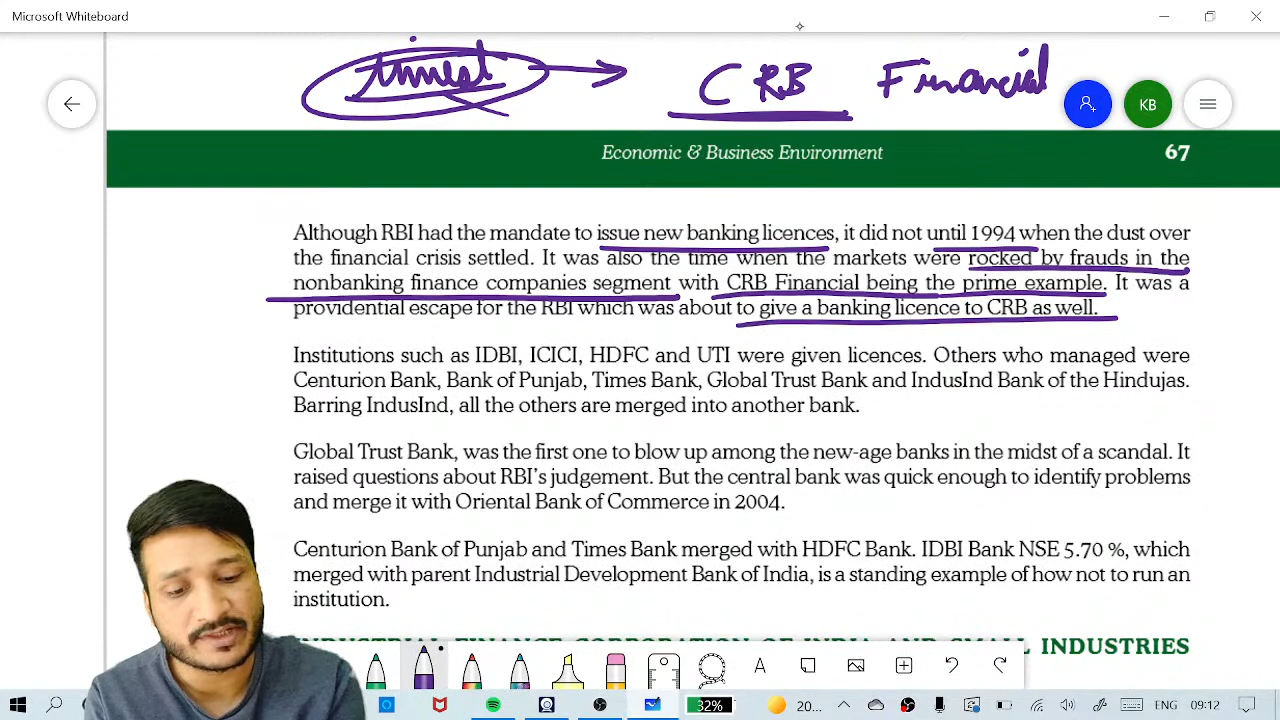 Microsoft Whiteboard
CRB Financial
KB
Economic & Business Environment 67
Although RBI had the mandate to issue new banking licences, it did not until 1994 when the dust over
the financial crisis settled. It was also the time when the markets were rocked by frauds in the
nonbanking finance companies segment with CRB Financial being the prime example. It was a
providential escape for the RBI which was about to give a banking licence to CRB as well.
Institutions such as IDBI, ICICI, HDFC and UTI were given licences. Others who managed were
Centurion Bank, Bank of Punjab, Times Bank, Global Trust Bank and IndusInd Bank of the Hindujas.
Barring IndusInd, all the others are merged into another bank.
Global Trust Bank, was the first one to blow up among the new-age banks in the midst of a scandal. It
raised questions about RBI's judgement. But the central bank was quick enough to identify problems
and merge it with Oriental Bank of Commerce in 2004.
Centurion Bank of Punjab and Times Bank merged with HDFC Bank. IDBI Bank NSE 5.70 %, which
merged with parent Industrial Development Bank of India, is a standing example of how not to run an
institution.
INDUSTRIAL FINANCE CORPORATION OF INDIA AND SMALL INDUSTRIES
A
32% 20... ENG 09:12